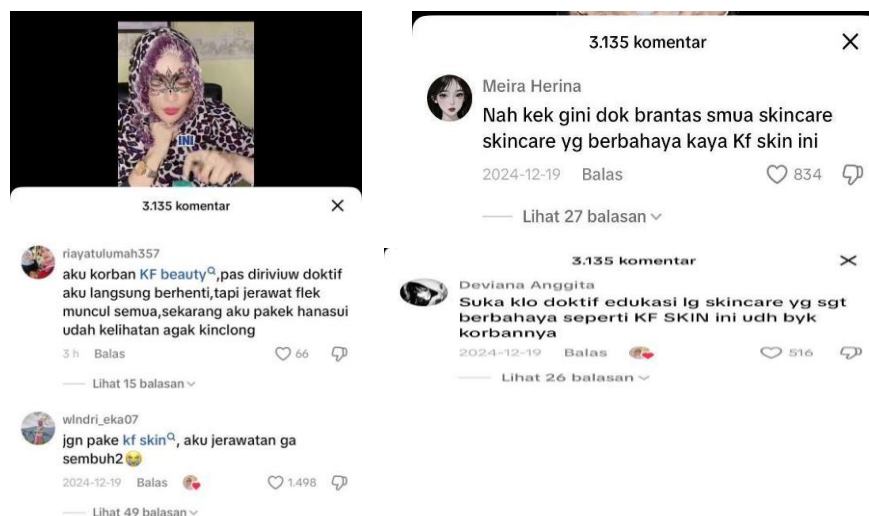 INI
3.135 komentar
riayatulumah357
aku korban KF beauty,pas diriviuw doktif
aku langsung berhenti,tapi jerawat flek
muncul semua,sekarang aku pakek hanasui
udah kelihatan agak kinclong
3 h Balas 66
Lihat 15 balasan
wlndri_eka07
jgn pake kf skin, aku jerawatan ga
sembuh2
2024-12-19 Balas 1.498
Lihat 49 balasan
3.135 komentar
Meira Herina
Nah kek gini dok brantas smua skincare
skincare yg berbahaya kaya Kf skin ini
2024-12-19 Balas 834
Lihat 27 balasan
3.135 komentar
Deviana Anggita
Suka klo doktif edukasi lg skincare yg sgt
berbahaya seperti KF SKIN ini udh byk
korbannya
2024-12-19 Balas 516
Lihat 26 balasan